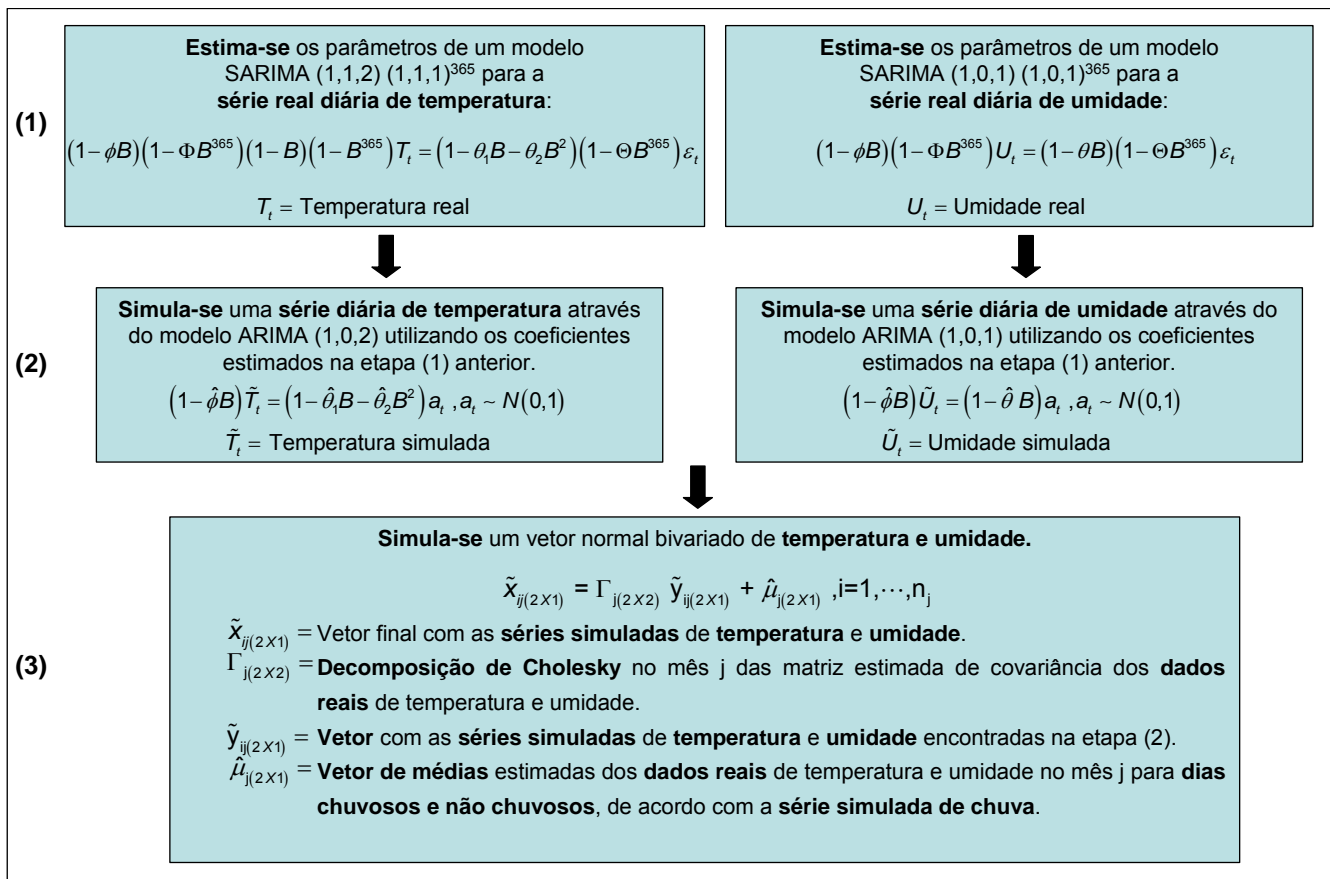 (1)
Estima-se os parâmetros de um modelo
SARIMA (1,1,2) (1,1,1)³⁶⁵ para a
série real diária de temperatura:
(1−ϕB)(1−ΦB³⁶⁵)(1−B)(1−B³⁶⁵)Tₜ = (1−θ₁B−θ₂B²)(1−ΘB³⁶⁵)εₜ
Tₜ = Temperatura real
Estima-se os parâmetros de um modelo
SARIMA (1,0,1) (1,0,1)³⁶⁵ para a
série real diária de umidade:
(1−ϕB)(1−ΦB³⁶⁵)Uₜ = (1−θB)(1−ΘB³⁶⁵)εₜ
Uₜ = Umidade real
(2)
Simula-se uma série diária de temperatura através
do modelo ARIMA (1,0,2) utilizando os coeficientes
estimados na etapa (1) anterior.
(1−ϕ̂B)T̃ₜ = (1−θ̂₁B−θ̂₂B²)aₜ ,aₜ ~ N(0,1)
T̃ₜ = Temperatura simulada
Simula-se uma série diária de umidade através do
modelo ARIMA (1,0,1) utilizando os coeficientes
estimados na etapa (1) anterior.
(1−ϕ̂B)Ũₜ = (1−θ̂ B)aₜ ,aₜ ~ N(0,1)
Ũₜ = Umidade simulada
(3)
Simula-se um vetor normal bivariado de temperatura e umidade.
x̃ij(2X1) = Γj(2X2) ỹij(2X1) + μ̂j(2X1) ,i=1,⋯,nj
x̃ij(2X1) = Vetor final com as séries simuladas de temperatura e umidade.
Γj(2X2) = Decomposição de Cholesky no mês j das matriz estimada de covariância dos dados
reais de temperatura e umidade.
ỹij(2X1) = Vetor com as séries simuladas de temperatura e umidade encontradas na etapa (2).
μ̂j(2X1) = Vetor de médias estimadas dos dados reais de temperatura e umidade no mês j para dias
chuvosos e não chuvosos, de acordo com a série simulada de chuva.